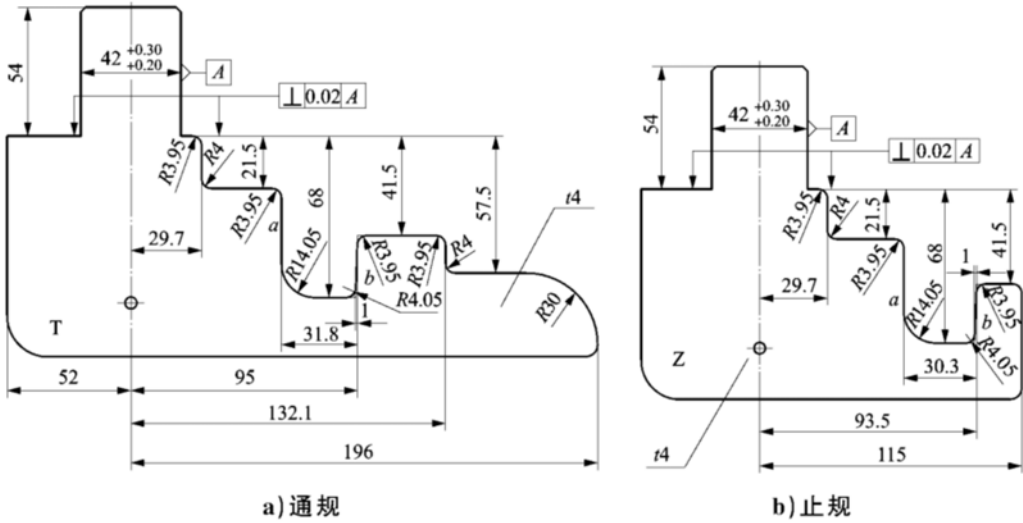 54
42 +0.30
+0.20
A
⊥ 0.02 A
R3.95
R4
21.5
R3.95
a
29.7
68
R14.05
41.5
R3.95
b
R3.95
R4
R4.05
57.5
t4
R30
T
1
31.8
52
95
132.1
196
a)通规
54
42 +0.30
+0.20
A
⊥ 0.02 A
R3.95
R4
21.5
R3.95
a
29.7
68
1
41.5
R14.05
R3.95
b
R4.05
Z
30.3
93.5
t4
115
b)止规